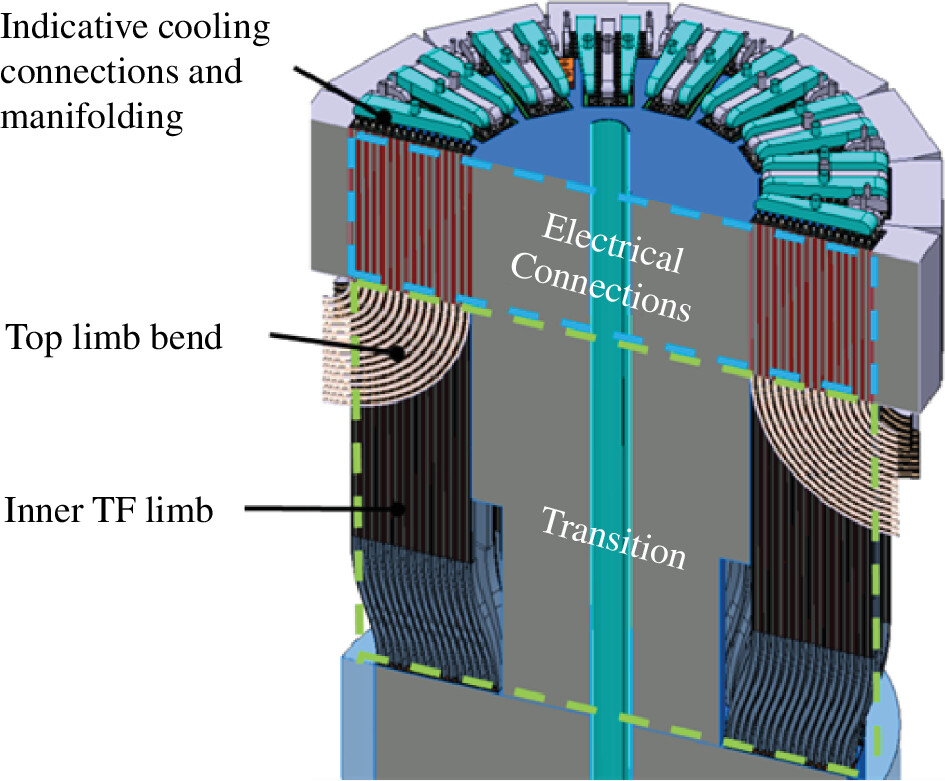 Indicative cooling
connections and
manifolding
Electrical
Connections
Top limb bend
Inner TF limb
Transition